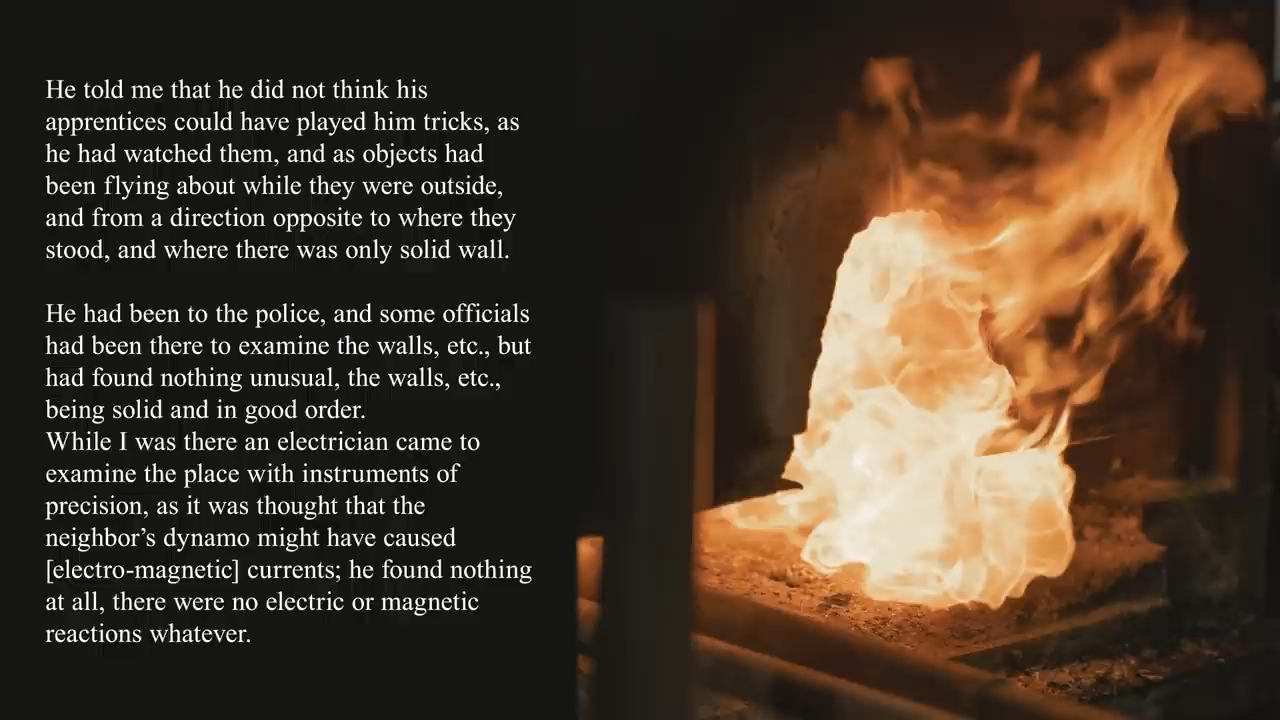 He told me that he did not think his
apprentices could have played him tricks, as
he had watched them, and as objects had
been flying about while they were outside,
and from a direction opposite to where they
stood, and where there was only solid wall.
He had been to the police, and some officials
had been there to examine the walls, etc., but
had found nothing unusual, the walls, etc.,
being solid and in good order.
While I was there an electrician came to
examine the place with instruments of
precision, as it was thought that the
neighbor’s dynamo might have caused
[electro-magnetic] currents; he found nothing
at all, there were no electric or magnetic
reactions whatever.